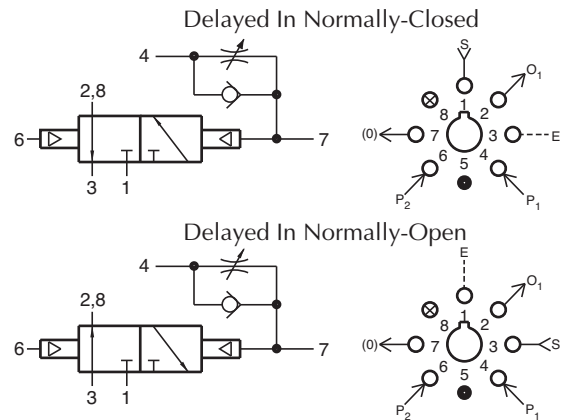 Delayed In Normally-Closed
4
2,8
6
7
3 1
S
O1
1
8 2
(0) 7 3 E
6 4
5
P2 P1
Delayed In Normally-Open
4
2,8
6
7
3 1
E
O1
1
8 2
(0) 7 3 S
6 4
5
P2 P1